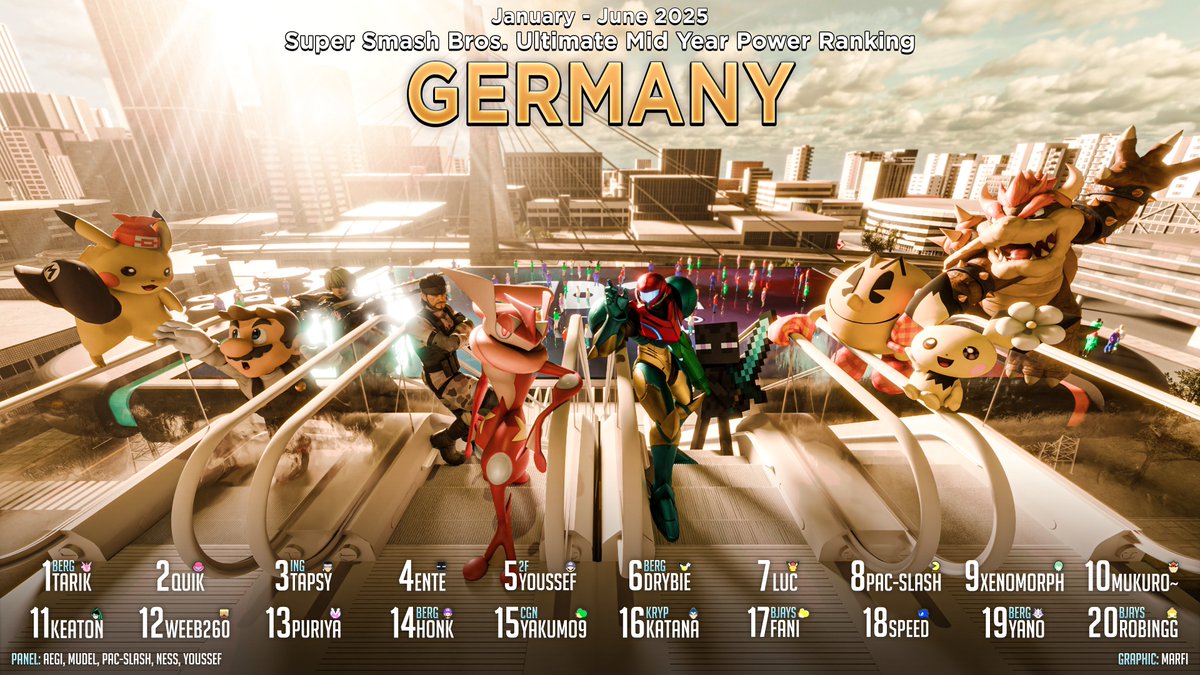 January - June 2025
Super Smash Bros. Ultimate Mid Year Power Ranking
GERMANY
1 BERG TARIK 2 QUIK 3 ING TAPSY 4 ENTE 5 2F YOUSSEF 6 BERG DRYBIE 7 LUC 8 PAC-SLASH 9 XENOMORPH 10 MUKURO~
11 KEATON 12 WEEB260 13 PURIYA 14 BERG HONK 15 CGN YAKUMO9 16 KRYP KATANA 17 BJAYS FANI 18 SPEED 19 BERG YANO 20 BJAYS ROBINGG
PANEL: AEGI, MUDEL, PAC-SLASH, NESS, YOUSSEF
GRAPHIC: MARFI